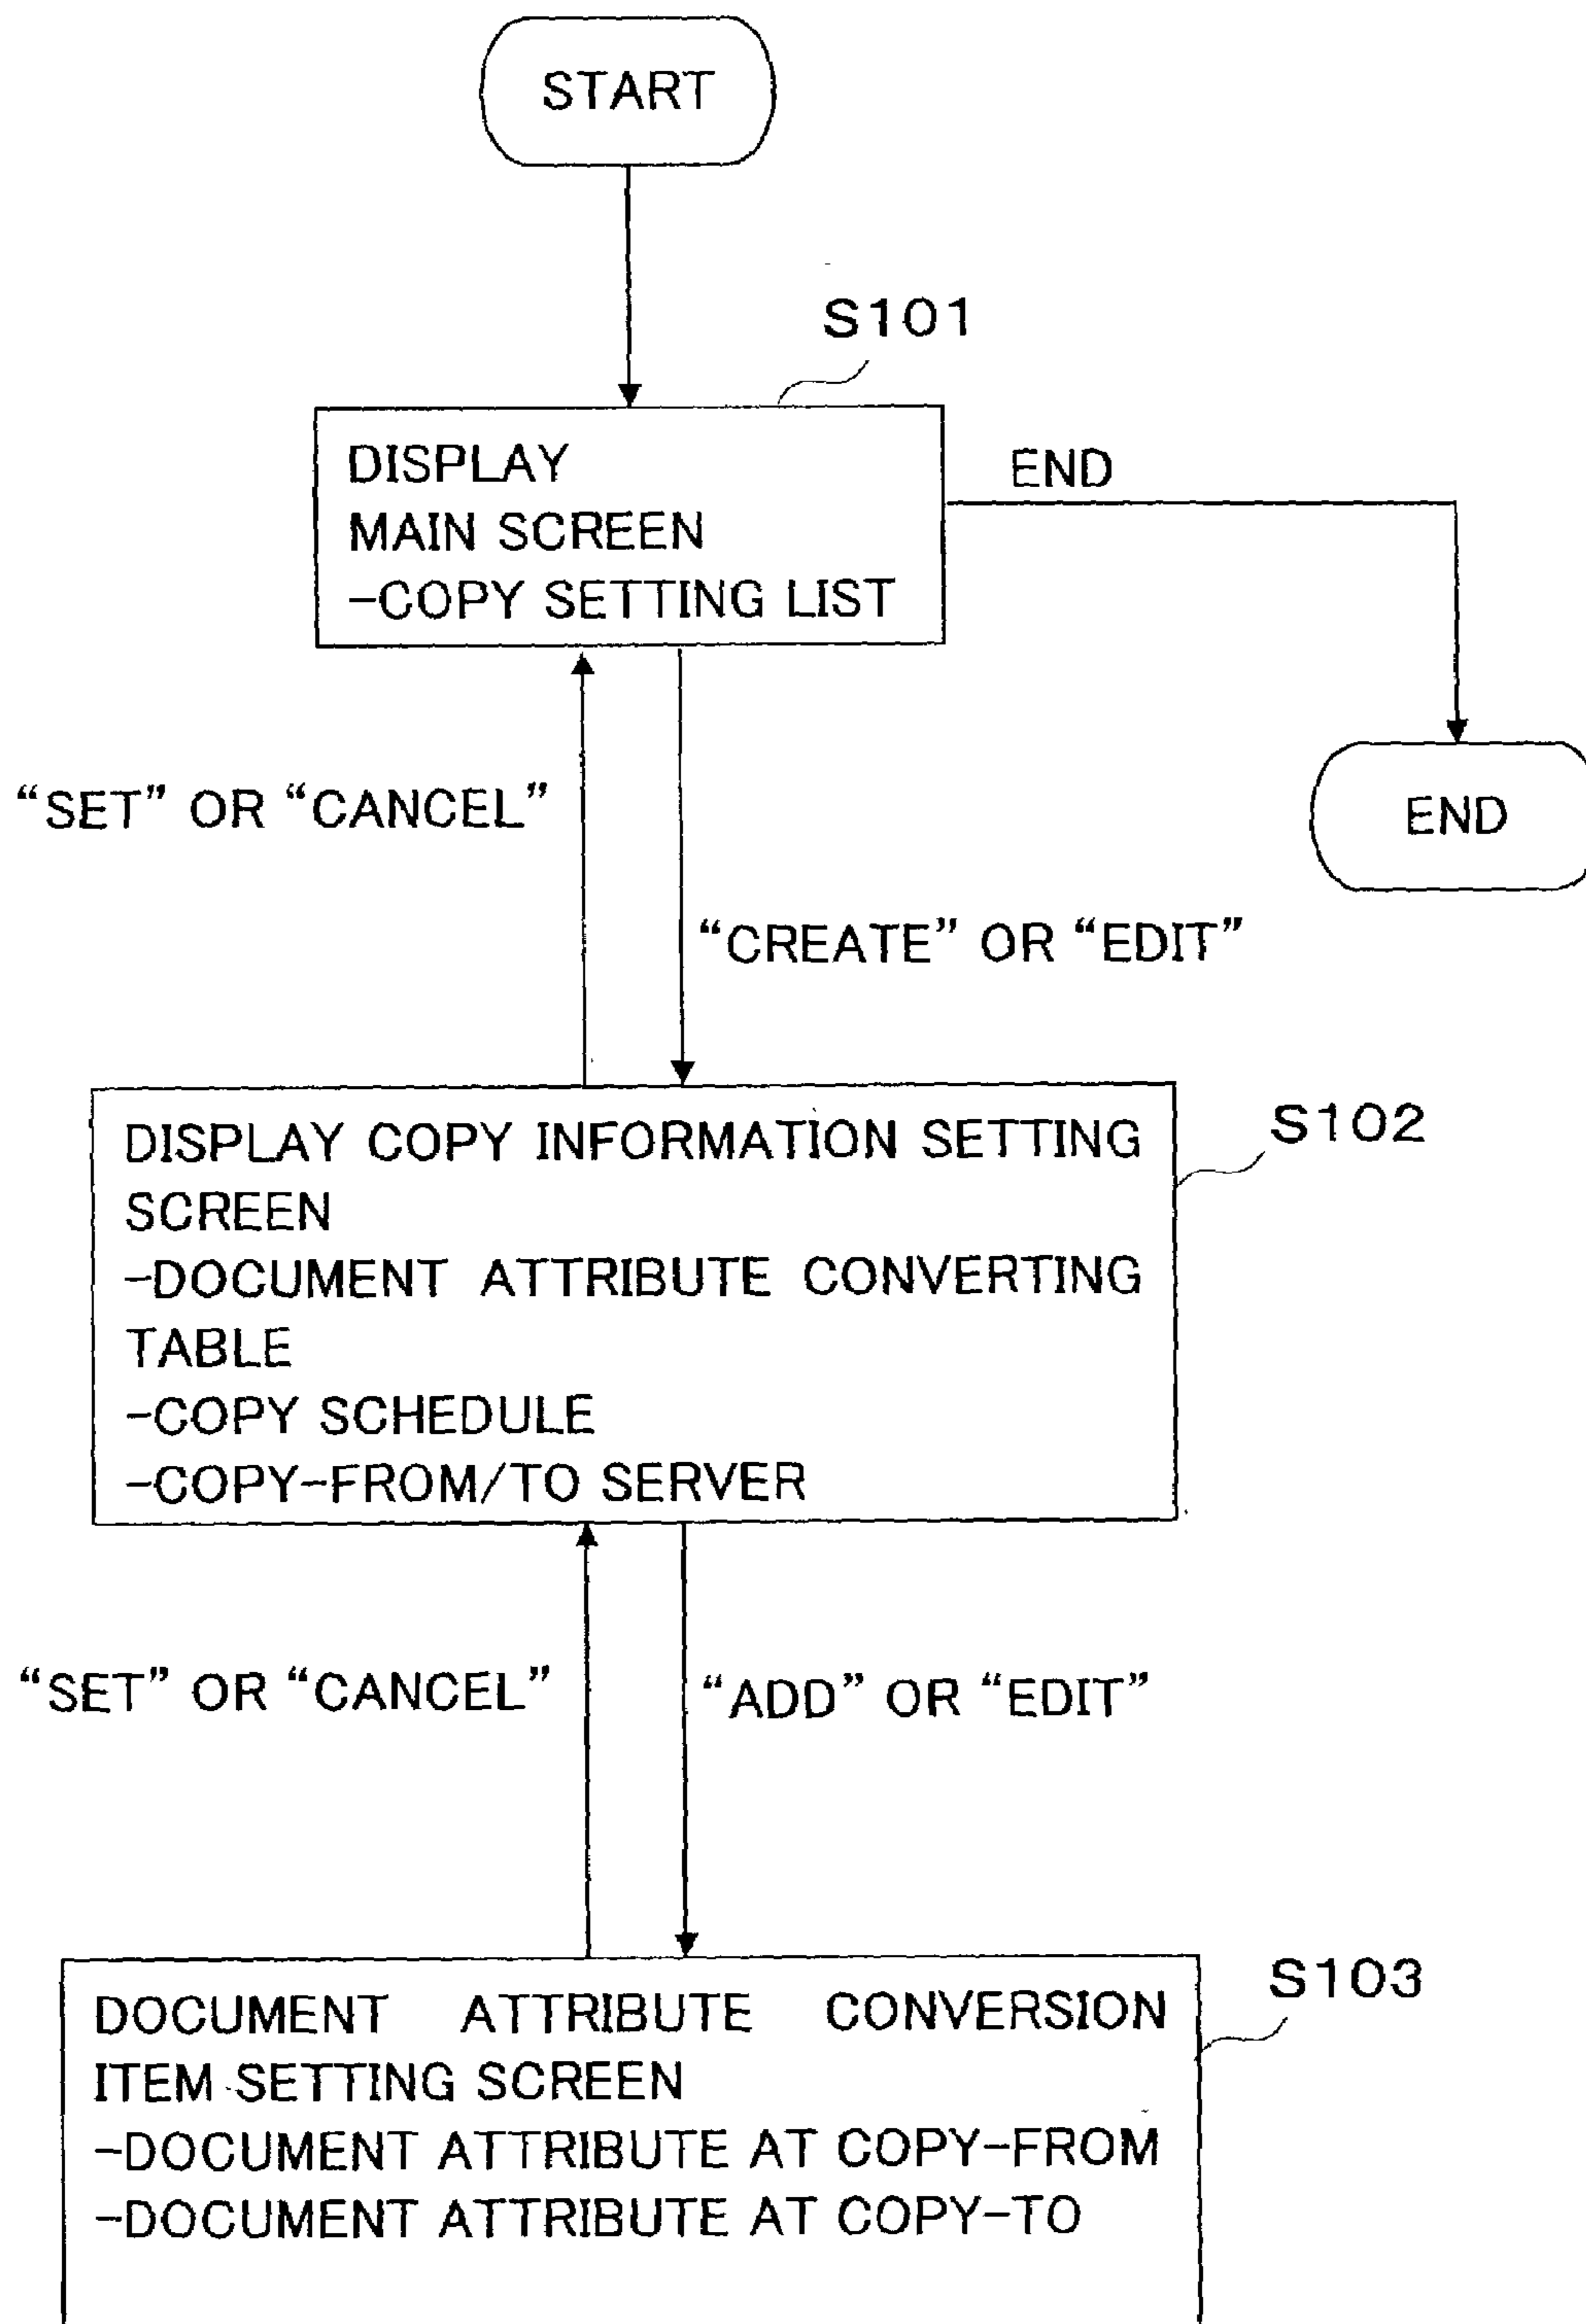 START
S101
DISPLAY
MAIN SCREEN
-COPY SETTING LIST
END
“SET” OR “CANCEL”
END
“CREATE” OR “EDIT”
S102
DISPLAY COPY INFORMATION SETTING
SCREEN
-DOCUMENT ATTRIBUTE CONVERTING
TABLE
-COPY SCHEDULE
-COPY-FROM/TO SERVER
“SET” OR “CANCEL”
“ADD” OR “EDIT”
S103
DOCUMENT ATTRIBUTE CONVERSION
ITEM SETTING SCREEN
-DOCUMENT ATTRIBUTE AT COPY-FROM
-DOCUMENT ATTRIBUTE AT COPY-TO